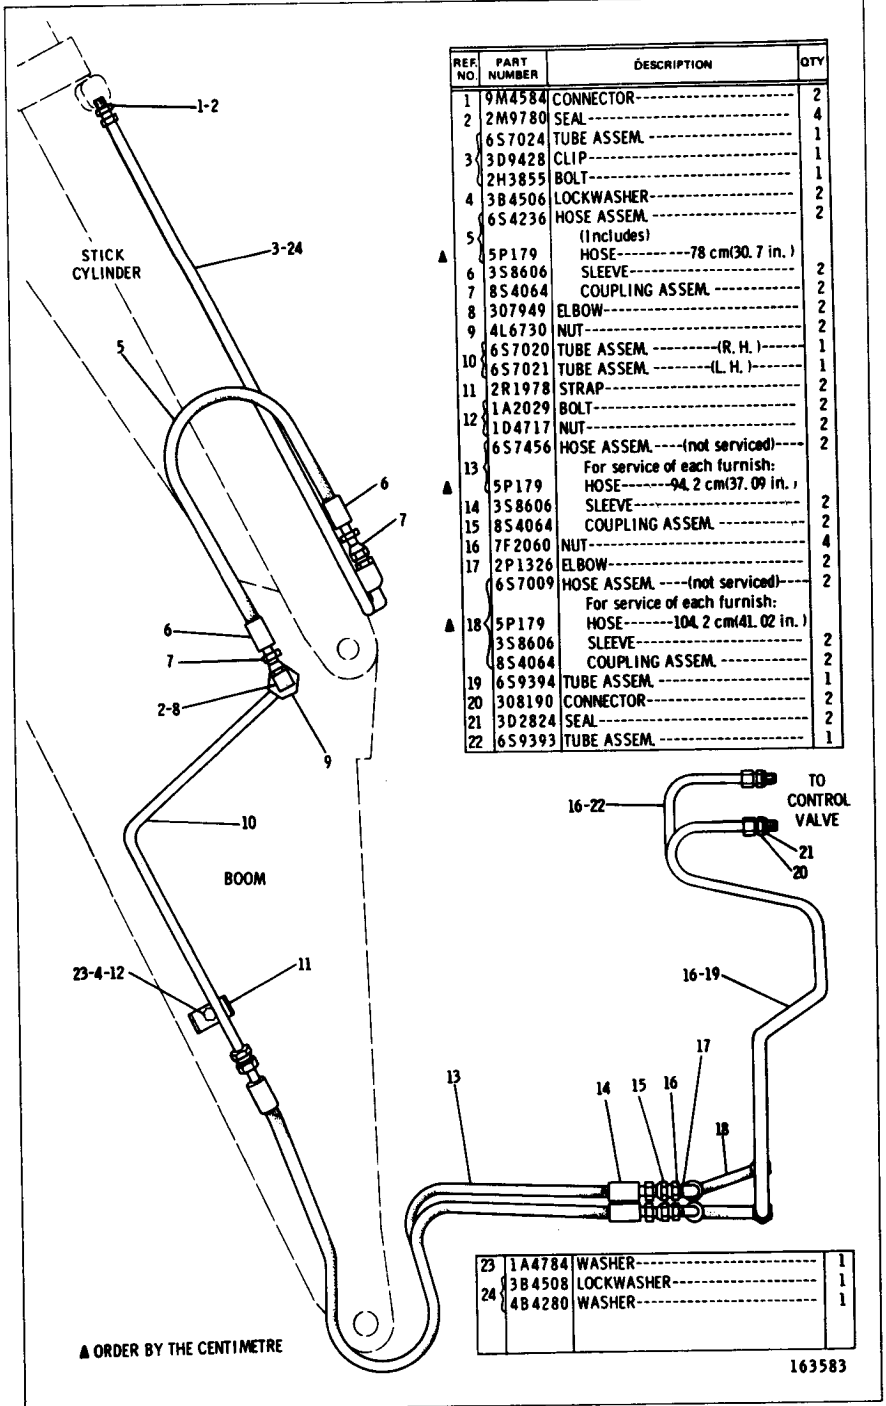 REF. NO. PART NUMBER DESCRIPTION QTY
1 9M4584 CONNECTOR 2
2 2M9780 SEAL 4
6S7024 TUBE ASSEM. 1
3 3D9428 CLIP 1
2H3855 BOLT 1
4 3B4506 LOCKWASHER 2
6S4236 HOSE ASSEM. 2
5 (Includes)
▲ 5P179 HOSE 78 cm(30.7 in.)
6 3S8606 SLEEVE 2
7 8S4064 COUPLING ASSEM. 2
8 307949 ELBOW 2
9 4L6730 NUT 2
10 6S7020 TUBE ASSEM. (R.H.) 1
6S7021 TUBE ASSEM. (L.H.) 1
11 2R1978 STRAP 2
12 1A2029 BOLT 2
1D4717 NUT 2
6S7456 HOSE ASSEM. (not serviced) 2
13 For service of each furnish:
▲ 5P179 HOSE 94.2 cm(37.09 in.)
14 3S8606 SLEEVE 2
15 8S4064 COUPLING ASSEM. 2
16 7F2060 NUT 4
17 2P1326 ELBOW 2
6S7009 HOSE ASSEM. (not serviced) 2
For service of each furnish:
▲ 18 5P179 HOSE 104.2 cm(41.02 in.)
3S8606 SLEEVE 2
8S4064 COUPLING ASSEM. 2
19 6S9394 TUBE ASSEM. 1
20 308190 CONNECTOR 2
21 3D2824 SEAL 2
22 6S9393 TUBE ASSEM. 1
1-2
STICK
CYLINDER
3-24
5
6
7
6
7
2-8
9
10
BOOM
23-4-12
11
16-22
TO
CONTROL
VALVE
21
20
16-19
13
14
15
16
17
18
23 1A4784 WASHER 1
24 3B4508 LOCKWASHER 1
4B4280 WASHER 1
▲ ORDER BY THE CENTIMETRE
163583